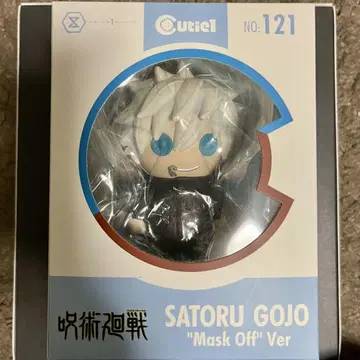 Cutie1
NO: 121
呪術廻戦
SATORU GOJO
"Mask Off" Ver